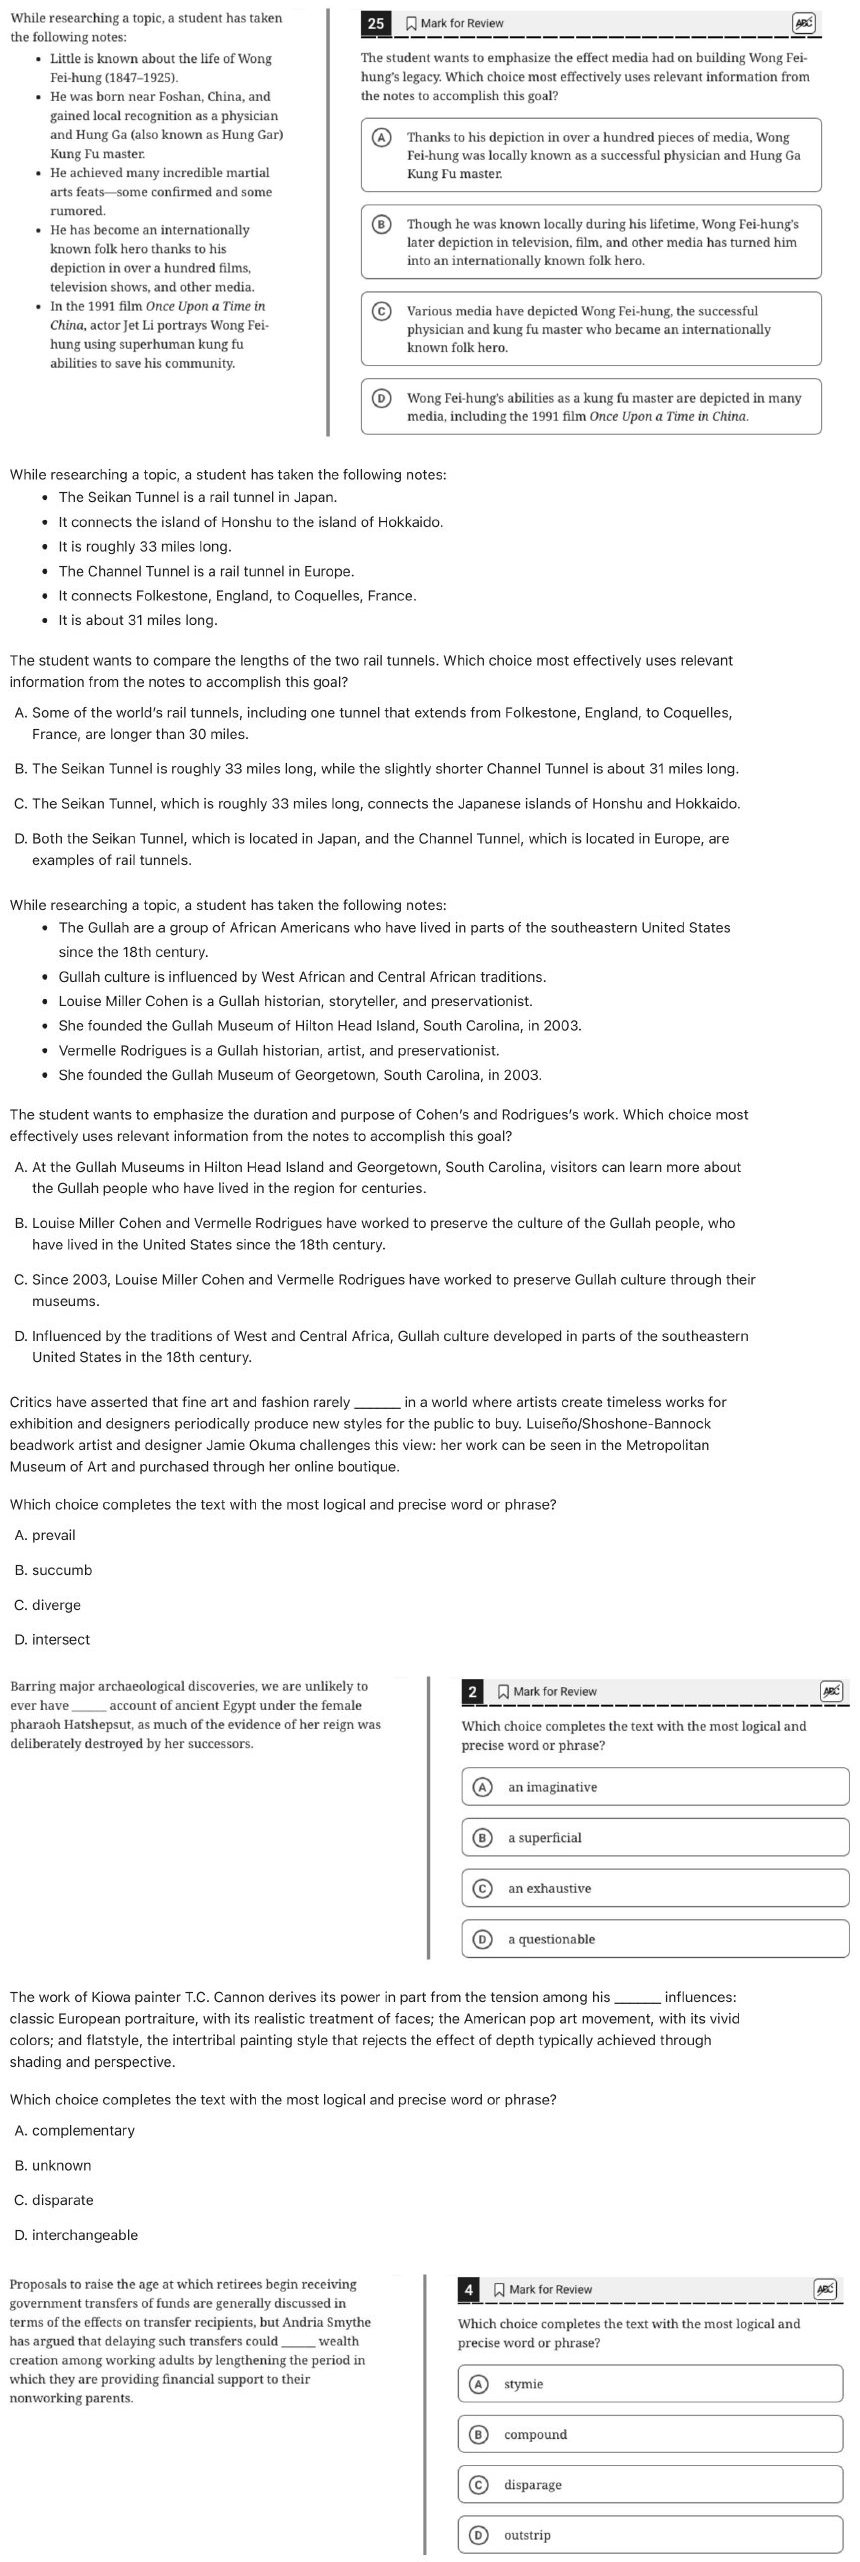 While researching a topic, a student has taken
the following notes:
• Little is known about the life of Wong
Fei-hung (1847–1925).
• He was born near Foshan, China, and
gained local recognition as a physician
and Hung Ga (also known as Hung Gar)
Kung Fu master.
• He achieved many incredible martial
arts feats—some confirmed and some
rumored.
• He has become an internationally
known folk hero thanks to his
depiction in over a hundred films,
television shows, and other media.
• In the 1991 film Once Upon a Time in
China, actor Jet Li portrays Wong Fei-
hung using superhuman kung fu
abilities to save his community.
25 Mark for Review ABC
The student wants to emphasize the effect media had on building Wong Fei-
hung's legacy. Which choice most effectively uses relevant information from
the notes to accomplish this goal?
A Thanks to his depiction in over a hundred pieces of media, Wong
Fei-hung was locally known as a successful physician and Hung Ga
Kung Fu master.
B Though he was known locally during his lifetime, Wong Fei-hung's
later depiction in television, film, and other media has turned him
into an internationally known folk hero.
C Various media have depicted Wong Fei-hung, the successful
physician and kung fu master who became an internationally
known folk hero.
D Wong Fei-hung's abilities as a kung fu master are depicted in many
media, including the 1991 film Once Upon a Time in China.
While researching a topic, a student has taken the following notes:
• The Seikan Tunnel is a rail tunnel in Japan.
• It connects the island of Honshu to the island of Hokkaido.
• It is roughly 33 miles long.
• The Channel Tunnel is a rail tunnel in Europe.
• It connects Folkestone, England, to Coquelles, France.
• It is about 31 miles long.
The student wants to compare the lengths of the two rail tunnels. Which choice most effectively uses relevant
information from the notes to accomplish this goal?
A. Some of the world's rail tunnels, including one tunnel that extends from Folkestone, England, to Coquelles,
France, are longer than 30 miles.
B. The Seikan Tunnel is roughly 33 miles long, while the slightly shorter Channel Tunnel is about 31 miles long.
C. The Seikan Tunnel, which is roughly 33 miles long, connects the Japanese islands of Honshu and Hokkaido.
D. Both the Seikan Tunnel, which is located in Japan, and the Channel Tunnel, which is located in Europe, are
examples of rail tunnels.
While researching a topic, a student has taken the following notes:
• The Gullah are a group of African Americans who have lived in parts of the southeastern United States
since the 18th century.
• Gullah culture is influenced by West African and Central African traditions.
• Louise Miller Cohen is a Gullah historian, storyteller, and preservationist.
• She founded the Gullah Museum of Hilton Head Island, South Carolina, in 2003.
• Vermelle Rodrigues is a Gullah historian, artist, and preservationist.
• She founded the Gullah Museum of Georgetown, South Carolina, in 2003.
The student wants to emphasize the duration and purpose of Cohen's and Rodrigues's work. Which choice most
effectively uses relevant information from the notes to accomplish this goal?
A. At the Gullah Museums in Hilton Head Island and Georgetown, South Carolina, visitors can learn more about
the Gullah people who have lived in the region for centuries.
B. Louise Miller Cohen and Vermelle Rodrigues have worked to preserve the culture of the Gullah people, who
have lived in the United States since the 18th century.
C. Since 2003, Louise Miller Cohen and Vermelle Rodrigues have worked to preserve Gullah culture through their
museums.
D. Influenced by the traditions of West and Central Africa, Gullah culture developed in parts of the southeastern
United States in the 18th century.
Critics have asserted that fine art and fashion rarely ______ in a world where artists create timeless works for
exhibition and designers periodically produce new styles for the public to buy. Luiseño/Shoshone-Bannock
beadwork artist and designer Jamie Okuma challenges this view: her work can be seen in the Metropolitan
Museum of Art and purchased through her online boutique.
Which choice completes the text with the most logical and precise word or phrase?
A. prevail
B. succumb
C. diverge
D. intersect
Barring major archaeological discoveries, we are unlikely to
ever have ______ account of ancient Egypt under the female
pharaoh Hatshepsut, as much of the evidence of her reign was
deliberately destroyed by her successors.
2 Mark for Review ABC
Which choice completes the text with the most logical and
precise word or phrase?
A an imaginative
B a superficial
C an exhaustive
D a questionable
The work of Kiowa painter T.C. Cannon derives its power in part from the tension among his ______ influences:
classic European portraiture, with its realistic treatment of faces; the American pop art movement, with its vivid
colors; and flatstyle, the intertribal painting style that rejects the effect of depth typically achieved through
shading and perspective.
Which choice completes the text with the most logical and precise word or phrase?
A. complementary
B. unknown
C. disparate
D. interchangeable
Proposals to raise the age at which retirees begin receiving
government transfers of funds are generally discussed in
terms of the effects on transfer recipients, but Andria Smythe
has argued that delaying such transfers could ______ wealth
creation among working adults by lengthening the period in
which they are providing financial support to their
nonworking parents.
4 Mark for Review ABC
Which choice completes the text with the most logical and
precise word or phrase?
A stymie
B compound
C disparage
D outstrip